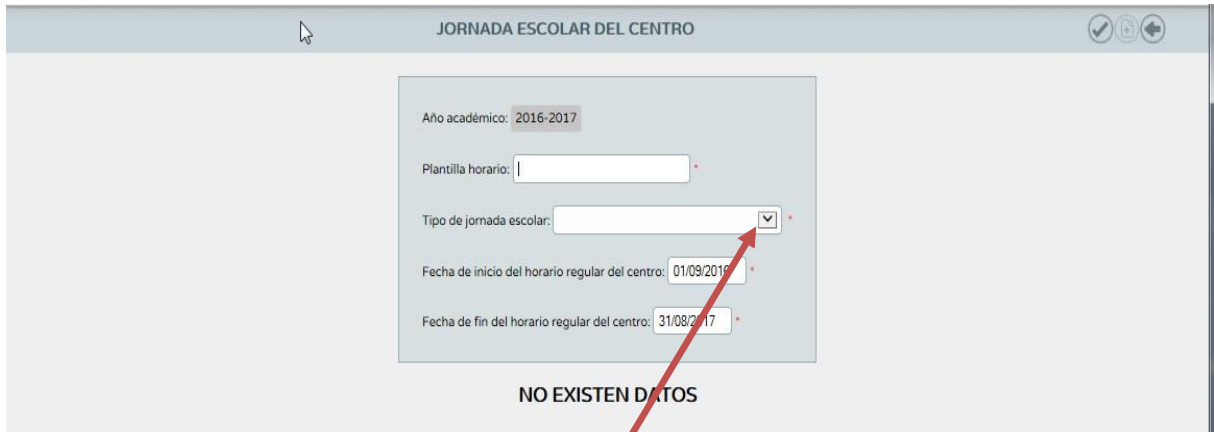 JORNADA ESCOLAR DEL CENTRO
Año académico: 2016-2017
Plantilla horario: *
Tipo de jornada escolar: *
Fecha de inicio del horario regular del centro: 01/09/2016 *
Fecha de fin del horario regular del centro: 31/08/2017 *
NO EXISTEN DATOS